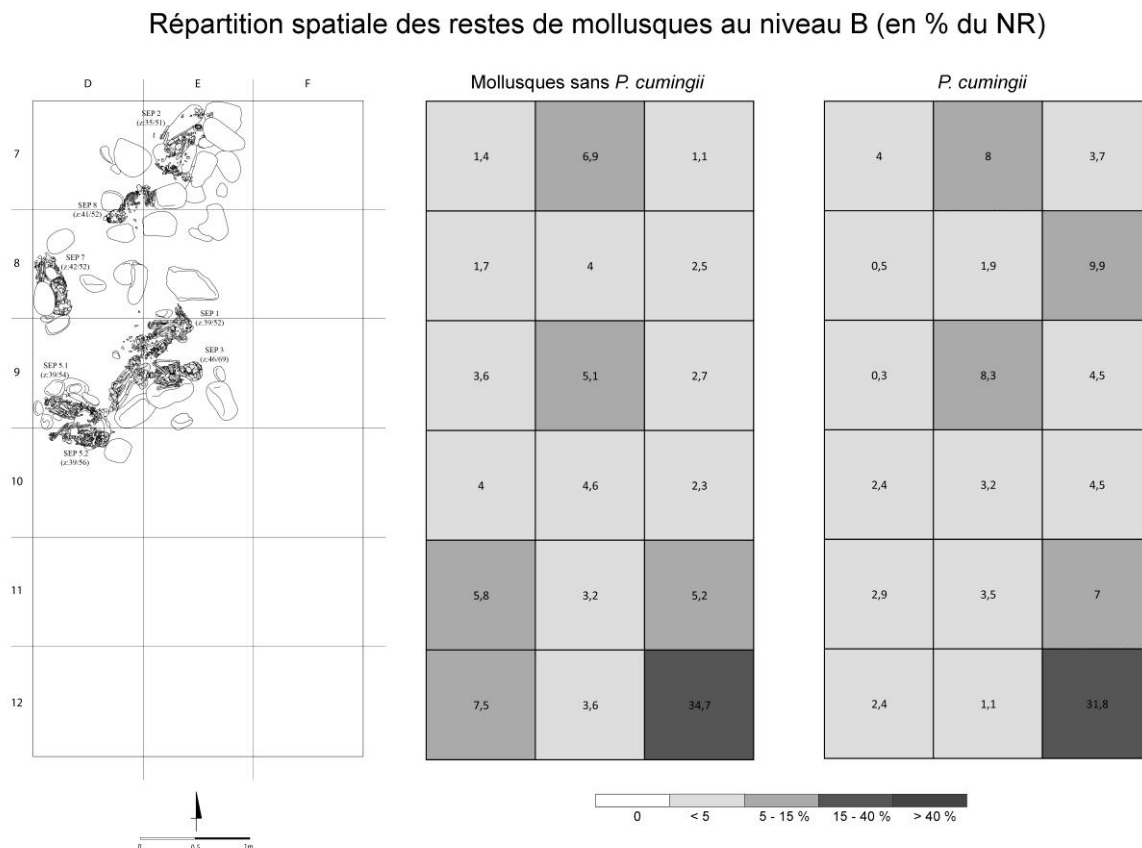 Répartition spatiale des restes de mollusques au niveau B (en % du NR)
D E F
Mollusques sans P. cumingii
P. cumingii
SEP 2
(z:35/51)
7
1,4 6,9 1,1
4 8 3,7
SEP 8
(z:41/52)
8
SEP 7
(z:42/52)
1,7 4 2,5
0,5 1,9 9,9
SEP 1
(z:39/52)
SEP 3
(z:46/69)
9
SEP 5.1
(z:39/54)
3,6 5,1 2,7
0,3 8,3 4,5
SEP 5.2
(z:39/56)
10
4 4,6 2,3
2,4 3,2 4,5
11
5,8 3,2 5,2
2,9 3,5 7
12
7,5 3,6 34,7
2,4 1,1 31,8
0 0,5 1m
0 < 5 5 - 15 % 15 - 40 % > 40 %